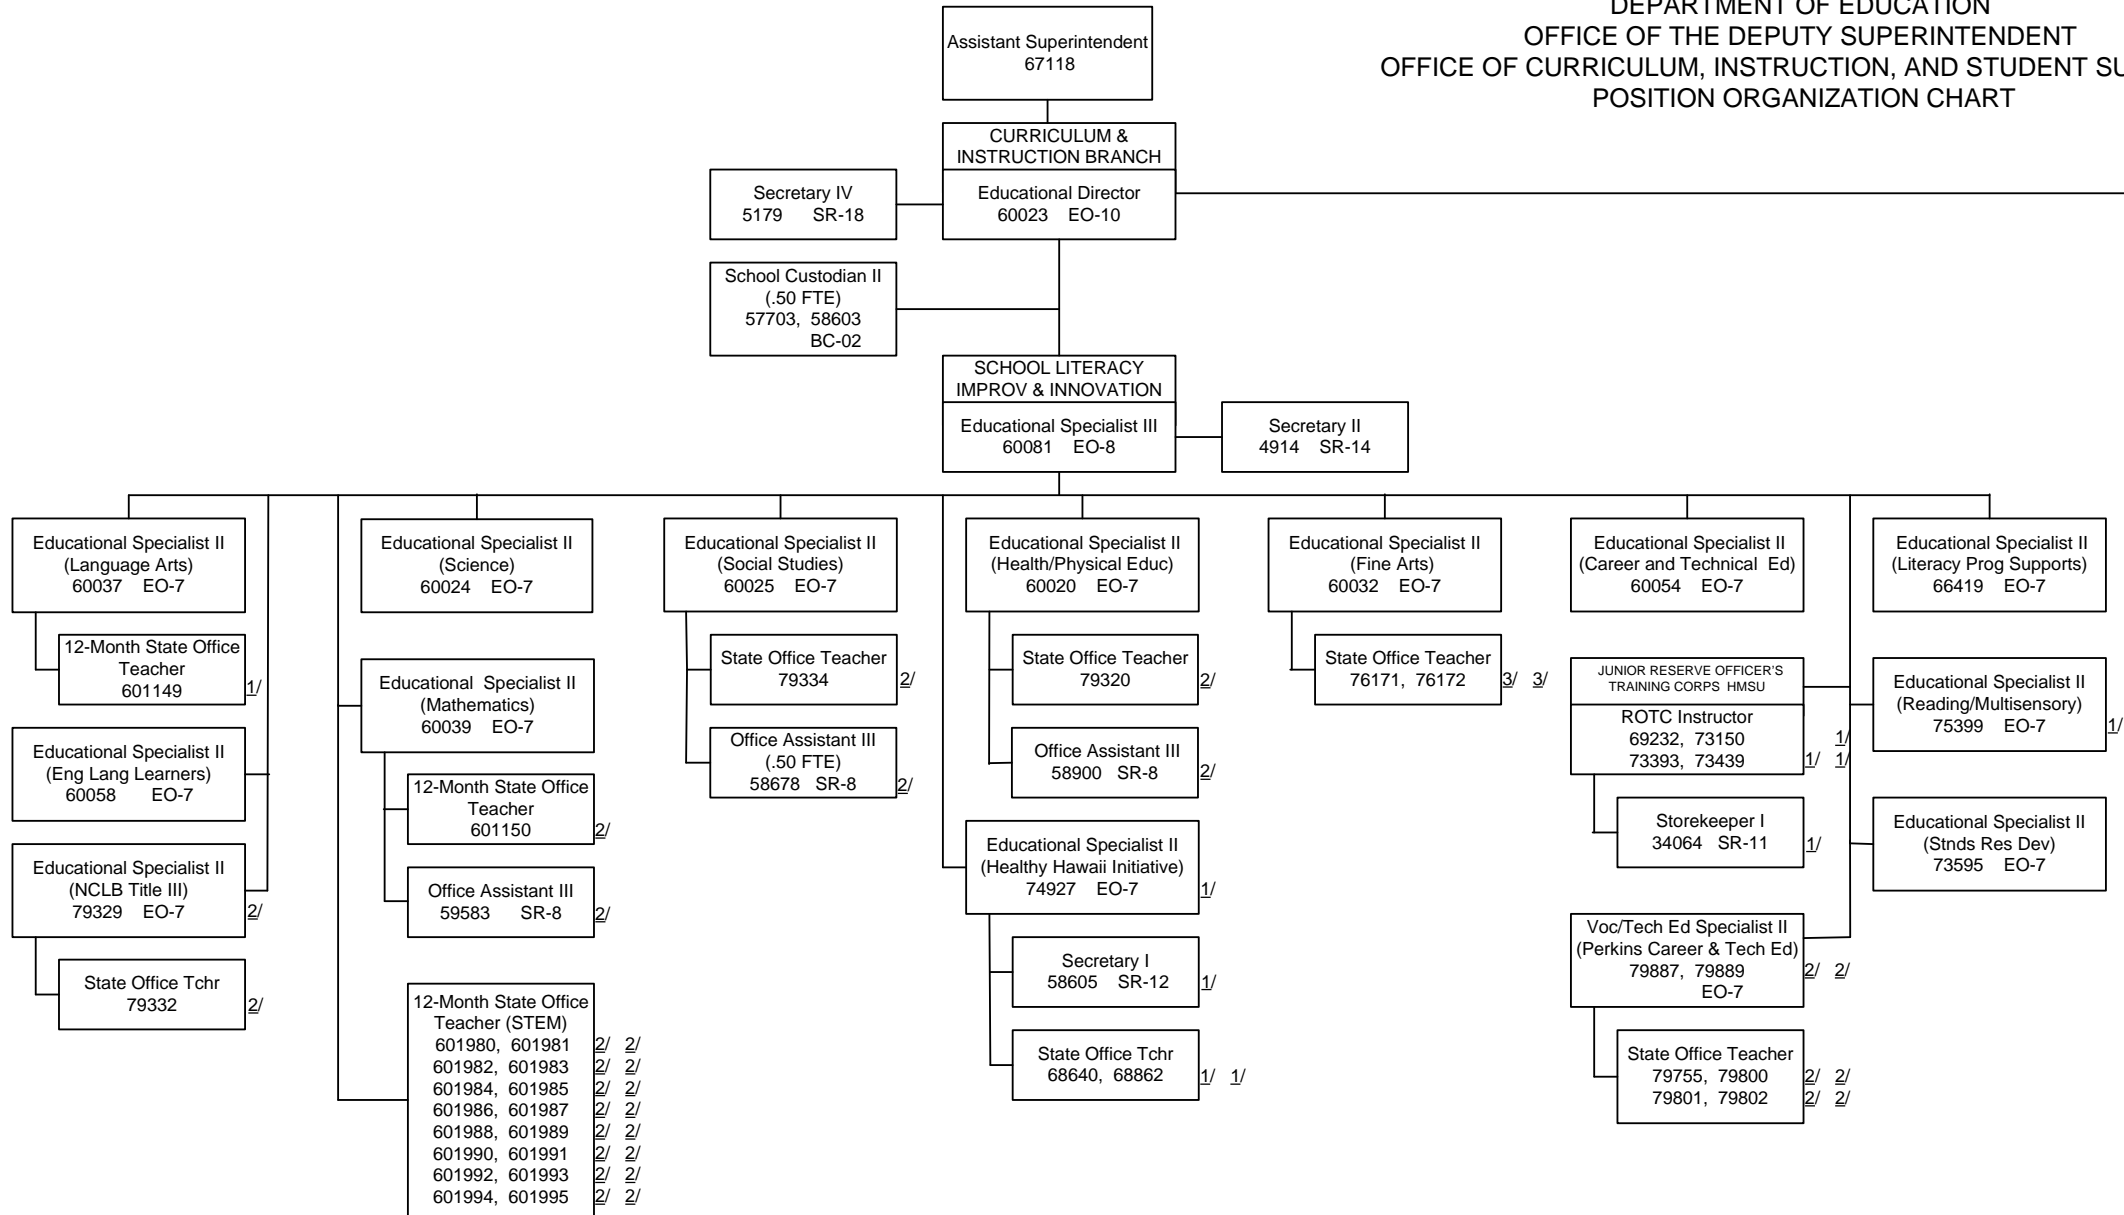 DEPARTMENT OF EDUCATION
OFFICE OF THE DEPUTY SUPERINTENDENT
OFFICE OF CURRICULUM, INSTRUCTION, AND STUDENT SU
POSITION ORGANIZATION CHART
Assistant Superintendent
67118
CURRICULUM &
INSTRUCTION BRANCH
Educational Director
60023 EO-10
Secretary IV
5179 SR-18
School Custodian II
(.50 FTE)
57703, 58603
BC-02
SCHOOL LITERACY
IMPROV & INNOVATION
Educational Specialist III
60081 EO-8
Secretary II
4914 SR-14
Educational Specialist II
(Language Arts)
60037 EO-7
12-Month State Office
Teacher
601149 1/
Educational Specialist II
(Eng Lang Learners)
60058 EO-7
Educational Specialist II
(NCLB Title III)
79329 EO-7 2/
State Office Tchr
79332 2/
Educational Specialist II
(Science)
60024 EO-7
Educational Specialist II
(Mathematics)
60039 EO-7
12-Month State Office
Teacher
601150 2/
Office Assistant III
59583 SR-8 2/
12-Month State Office
Teacher (STEM)
601980, 601981 2/ 2/
601982, 601983 2/ 2/
601984, 601985 2/ 2/
601986, 601987 2/ 2/
601988, 601989 2/ 2/
601990, 601991 2/ 2/
601992, 601993 2/ 2/
601994, 601995 2/ 2/
Educational Specialist II
(Social Studies)
60025 EO-7
State Office Teacher
79334 2/
Office Assistant III
(.50 FTE)
58678 SR-8 2/
Educational Specialist II
(Health/Physical Educ)
60020 EO-7
State Office Teacher
79320 2/
Office Assistant III
58900 SR-8 2/
Educational Specialist II
(Healthy Hawaii Initiative)
74927 EO-7 1/
Secretary I
58605 SR-12 1/
State Office Tchr
68640, 68862 1/ 1/
Educational Specialist II
(Fine Arts)
60032 EO-7
State Office Teacher
76171, 76172 3/ 3/
Educational Specialist II
(Career and Technical Ed)
60054 EO-7
JUNIOR RESERVE OFFICER'S
TRAINING CORPS HMSU
ROTC Instructor
69232, 73150 1/
73393, 73439 1/ 1/
Storekeeper I
34064 SR-11 1/
Voc/Tech Ed Specialist II
(Perkins Career & Tech Ed)
79887, 79889 2/ 2/
EO-7
State Office Teacher
79755, 79800 2/ 2/
79801, 79802 2/ 2/
Educational Specialist II
(Literacy Prog Supports)
66419 EO-7
Educational Specialist II
(Reading/Multisensory)
75399 EO-7 1/
Educational Specialist II
(Stnds Res Dev)
73595 EO-7